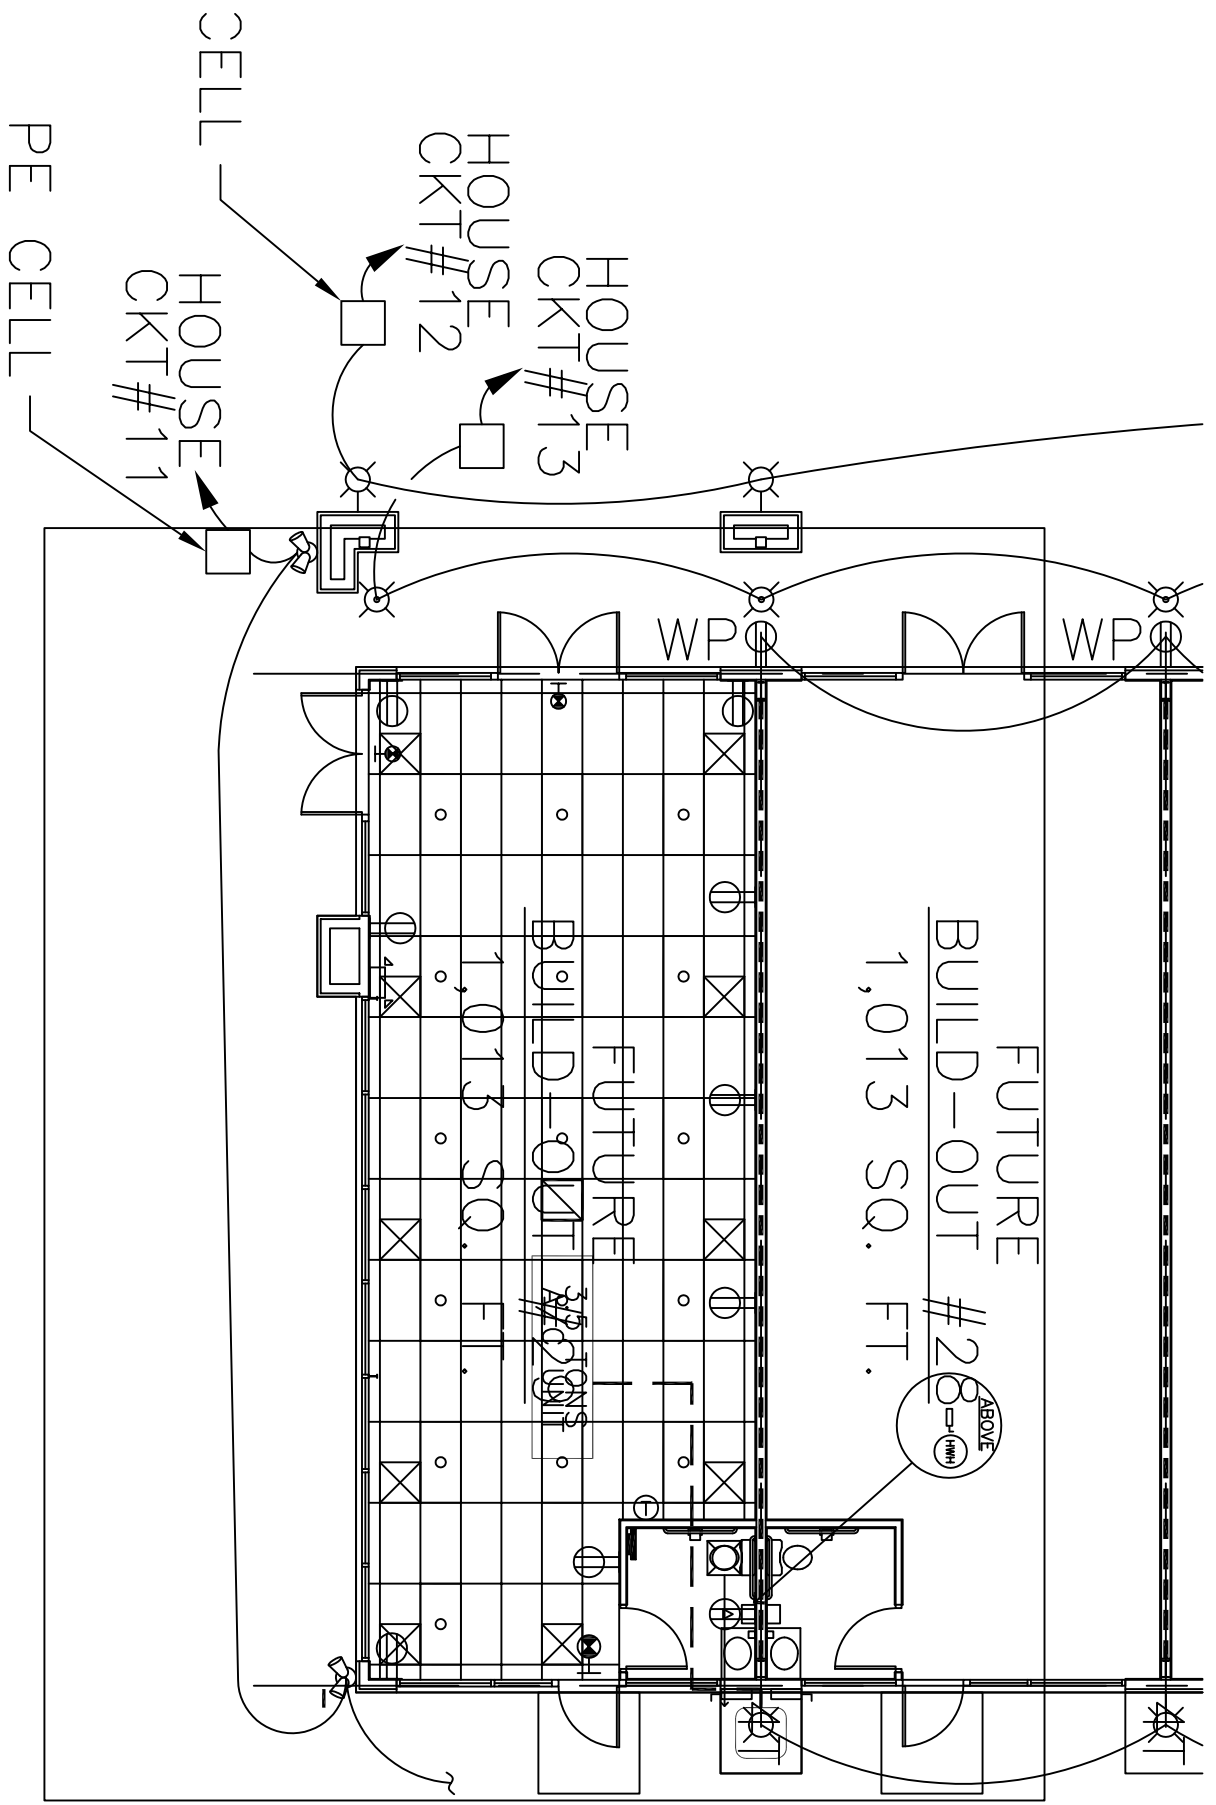 CELL
PE CELL
HOUSE
CKT#12
HOUSE
CKT#13
HOUSE
CKT#11
WP
WP
FUTURE
BUILD-OUT #28
1,013 SQ. FT.
ABOVE
HWH
FUTURE
BUILD-OUT
1,013 SQ. FT.
3.5 TONS
A/C UNIT
T
T
T